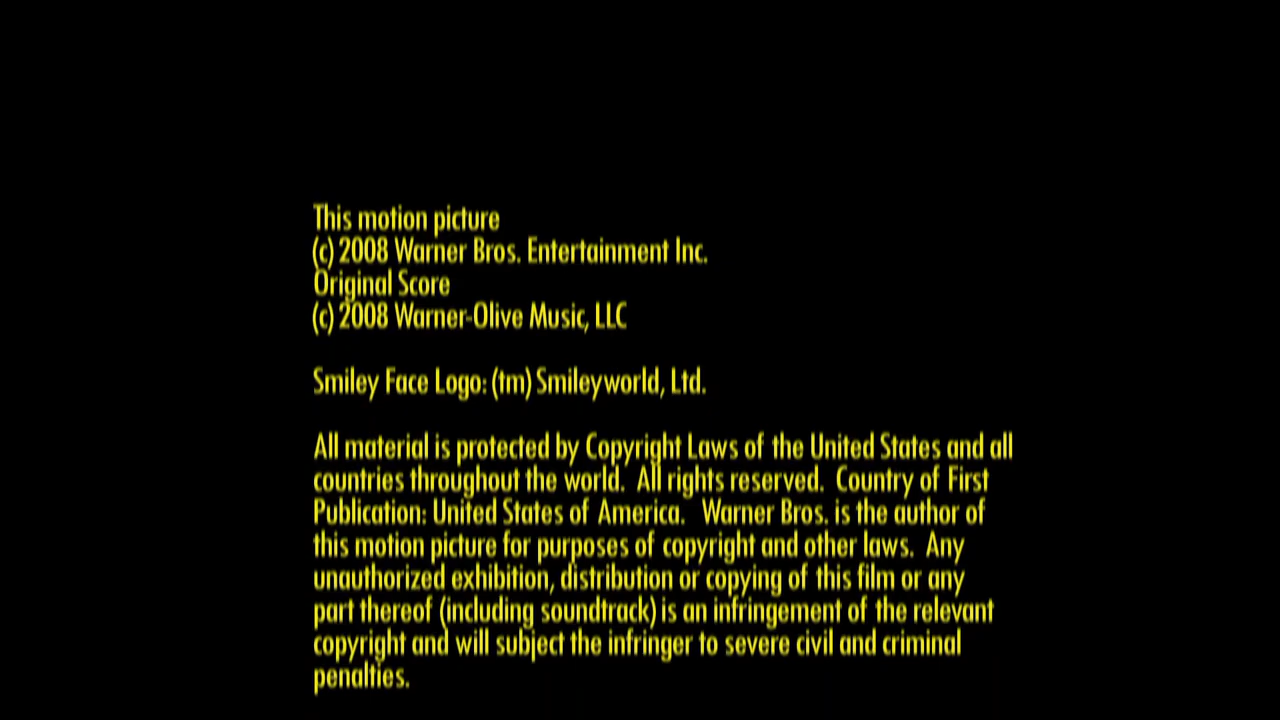 This motion picture
(c) 2008 Warner Bros. Entertainment Inc.
Original Score
(c) 2008 Warner-Olive Music, LLC
Smiley Face Logo: (tm) Smileyworld, Ltd.
All material is protected by Copyright Laws of the United States and all
countries throughout the world.  All rights reserved.  Country of First
Publication: United States of America.   Warner Bros. is the author of
this motion picture for purposes of copyright and other laws.  Any
unauthorized exhibition, distribution or copying of this film or any
part thereof (including soundtrack) is an infringement of the relevant
copyright and will subject the infringer to severe civil and criminal
penalties.